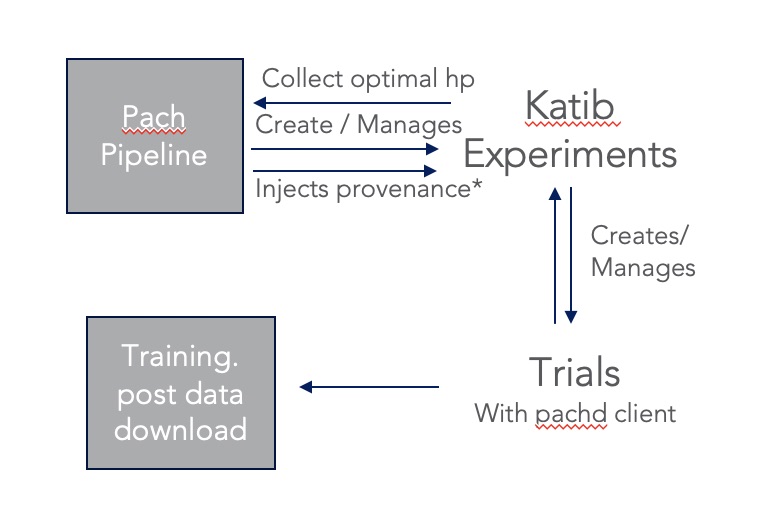 Pach
Pipeline
Collect optimal hp
Create / Manages
Injects provenance*
Katib
Experiments
Creates/
Manages
Training.
post data
download
Trials
With pachd client